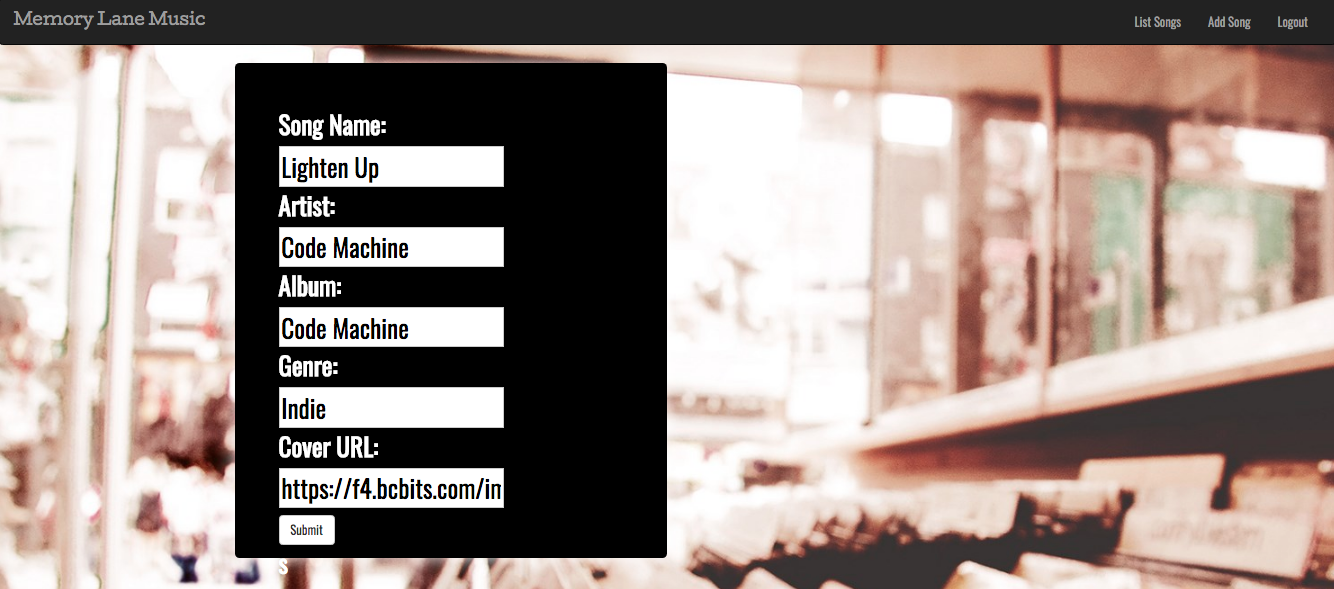 Memory Lane Music
List Songs Add Song Logout
Song Name:
Lighten Up
Artist:
Code Machine
Album:
Code Machine
Genre:
Indie
Cover URL:
https://f4.bcbits.com/in
Submit
s